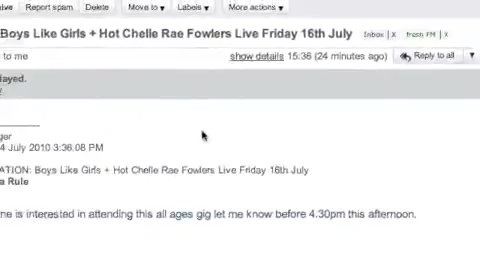 Report spam Delete Move to ▼ Labels ▼ More actions ▼
Boys Like Girls + Hot Chelle Rae Fowlers Live Friday 16th July Inbox | X fresh FM | X
to me show details 15:36 (24 minutes ago) Reply to all ▼
4 July 2010 3:36:08 PM
ATION: Boys Like Girls + Hot Chelle Rae Fowlers Live Friday 16th July
a Rule
ne is interested in attending this all ages gig let me know before 4.30pm this afternoon.